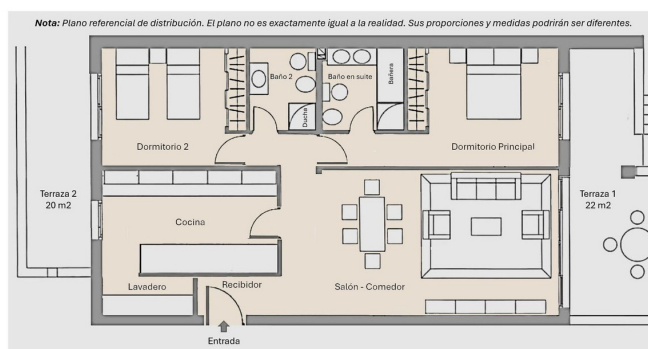 Nota: Plano referencial de distribución. El plano no es exactamente igual a la realidad. Sus proporciones y medidas podrán ser diferentes.
Baño 2
Baño en suite
Bañera
Ducha
Dormitorio 2
Dormitorio Principal
Terraza 2
20 m2
Terraza 1
22 m2
Cocina
Lavadero
Recibidor
Salón - Comedor
Entrada